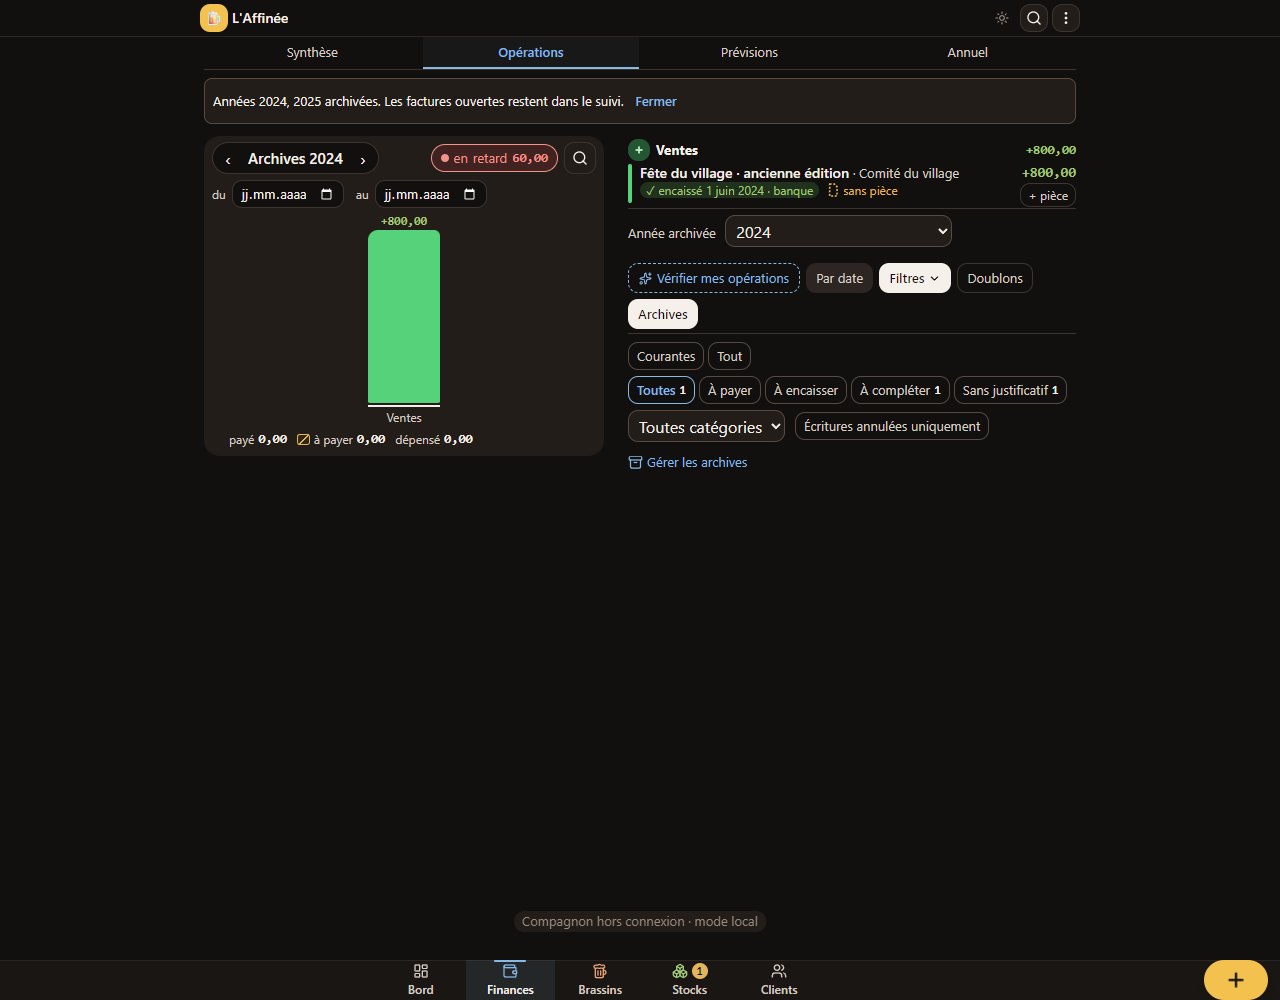 L'Affinée
Synthèse
Opérations
Prévisions
Annuel
Années 2024, 2025 archivées. Les factures ouvertes restent dans le suivi. Fermer
‹ Archives 2024 ›
en retard 60,00
du jj.mm.aaaa au jj.mm.aaaa
+800,00
Ventes
payé 0,00 à payer 0,00 dépensé 0,00
+ Ventes +800,00
Fête du village · ancienne édition · Comité du village +800,00
✓ encaissé 1 juin 2024 · banque sans pièce + pièce
Année archivée 2024
Vérifier mes opérations Par date Filtres Doublons
Archives
Courantes Tout
Toutes 1 À payer À encaisser À compléter 1 Sans justificatif 1
Toutes catégories Écritures annulées uniquement
Gérer les archives
Compagnon hors connexion · mode local
Bord
Finances
Brassins
Stocks 1
Clients
+